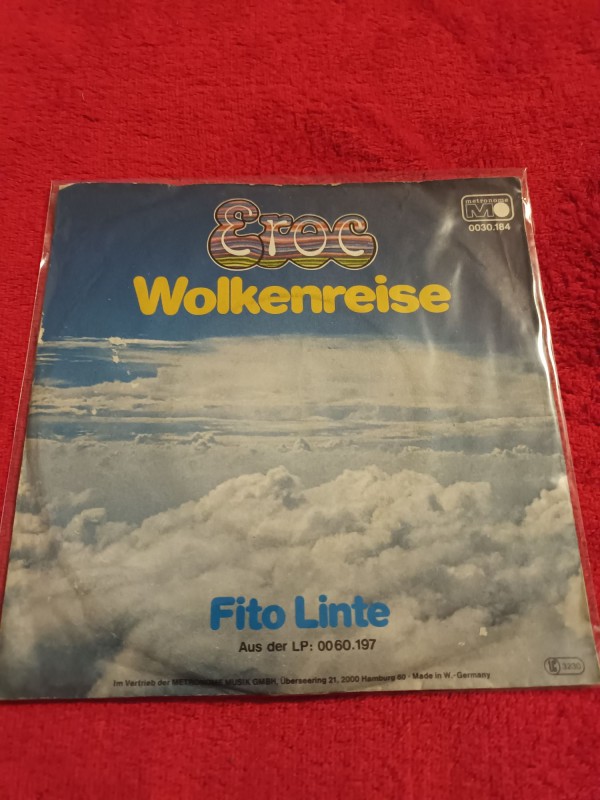 metronome
0030.184
Eroc
Wolkenreise
Fito Linte
Aus der LP: 0060.197
Im Vertrieb der METRONOME MUSIK GMBH, Überseering 21, 2000 Hamburg 60 · Made in W.-Germany